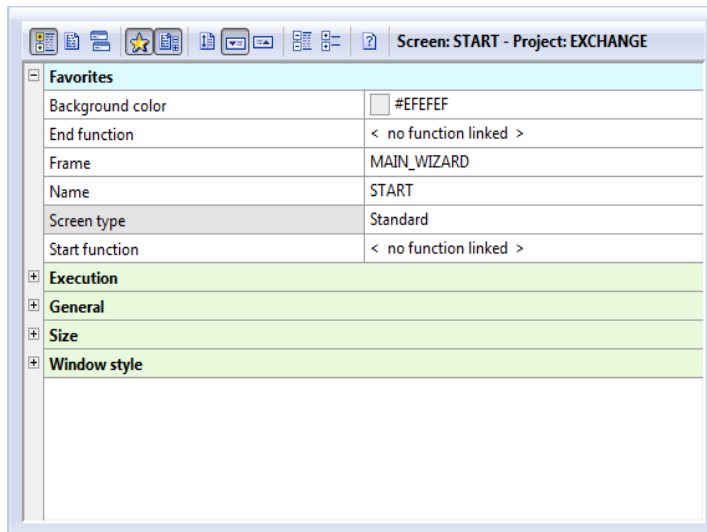 Screen: START - Project: EXCHANGE
Favorites
Background color #EFEFEF
End function < no function linked >
Frame MAIN_WIZARD
Name START
Screen type Standard
Start function < no function linked >
Execution
General
Size
Window style